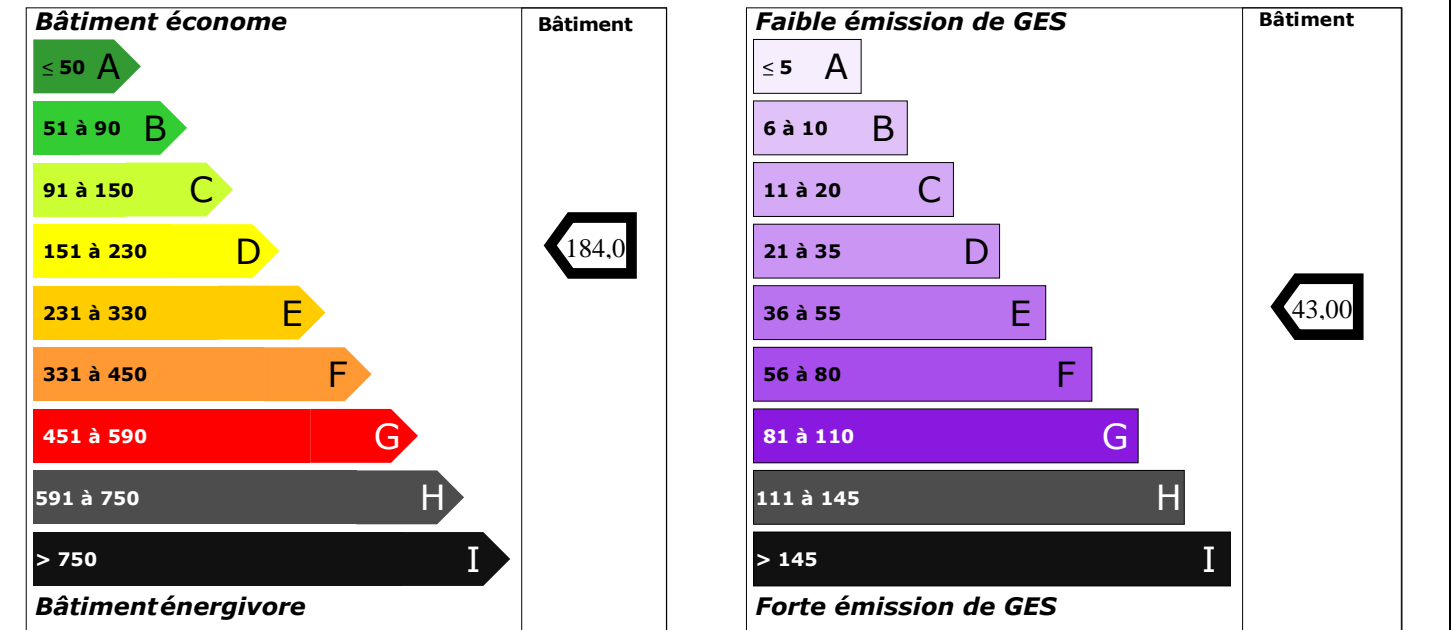 Bâtiment économe
Bâtiment
≤ 50 A
51 à 90 B
91 à 150 C
151 à 230 D
184,0
231 à 330 E
331 à 450 F
451 à 590 G
591 à 750 H
> 750 I
Bâtiment énergivore
Faible émission de GES
Bâtiment
≤ 5 A
6 à 10 B
11 à 20 C
21 à 35 D
36 à 55 E
43,00
56 à 80 F
81 à 110 G
111 à 145 H
> 145 I
Forte émission de GES